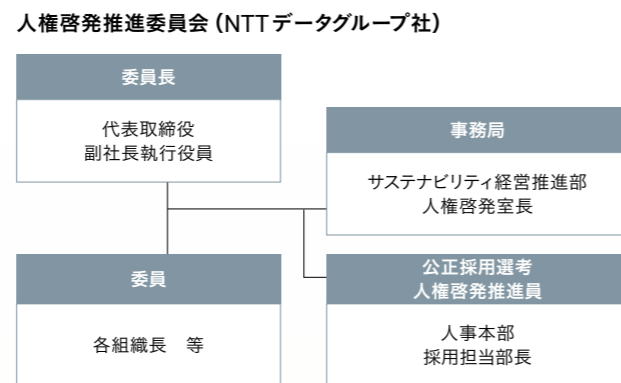 人権啓発推進委員会（NTTデータグループ社）
委員長
代表取締役
副社長執行役員
事務局
サステナビリティ経営推進部
人権啓発室長
委員
各組織長　等
公正採用選考
人権啓発推進員
人事本部
採用担当部長